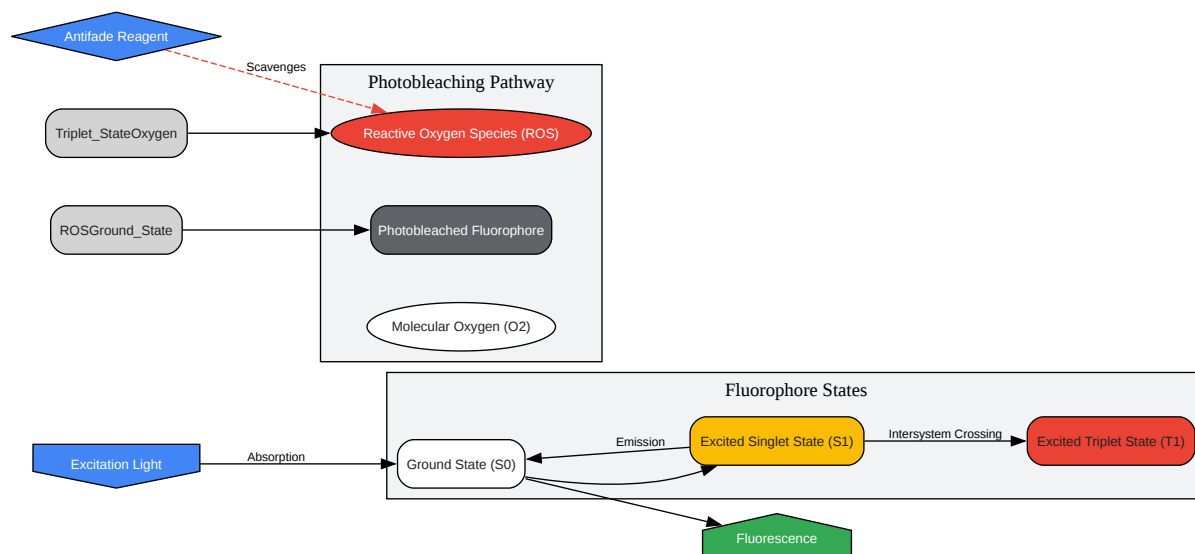 Antifade Reagent
Scavenges
Photobleaching Pathway
Triplet_StateOxygen
Reactive Oxygen Species (ROS)
ROSGround_State
Photobleached Fluorophore
Molecular Oxygen (O2)
Fluorophore States
Excitation Light
Absorption
Ground State (S0)
Emission
Excited Singlet State (S1)
Intersystem Crossing
Excited Triplet State (T1)
Fluorescence